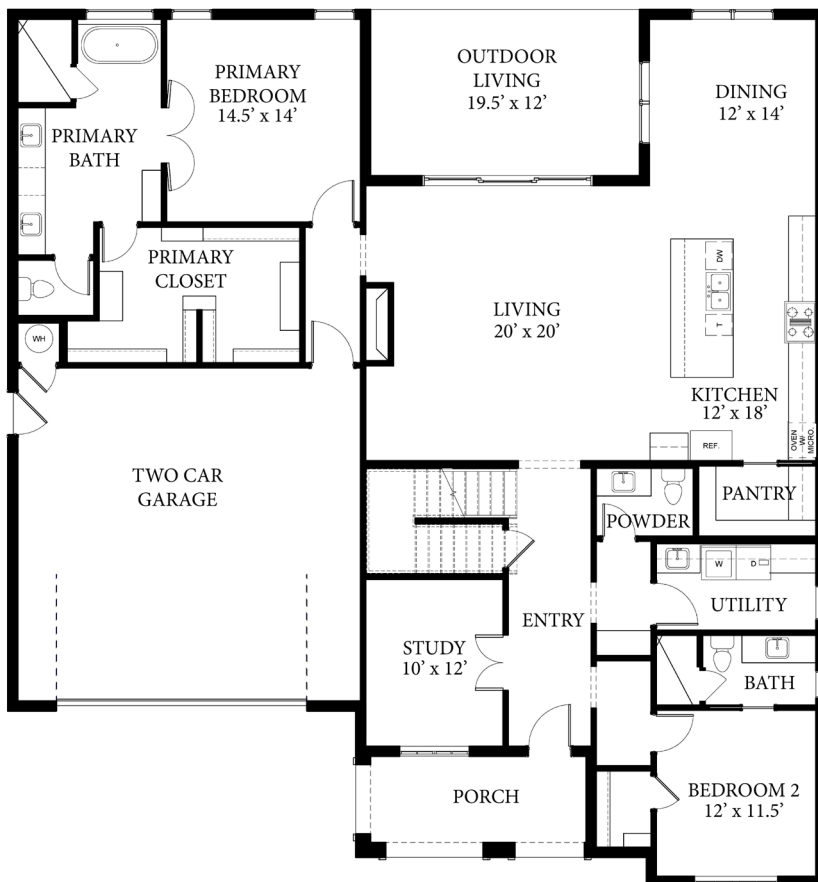 OUTDOOR
LIVING
19.5' x 12'
PRIMARY
BEDROOM
14.5' x 14'
DINING
12' x 14'
PRIMARY
BATH
PRIMARY
CLOSET
DW
T
LIVING
20' x 20'
WH
KITCHEN
12' x 18'
REF.
OVEN
W/
MICRO.
TWO CAR
GARAGE
PANTRY
POWDER
W
D
UTILITY
ENTRY
STUDY
10' x 12'
BATH
PORCH
BEDROOM 2
12' x 11.5'